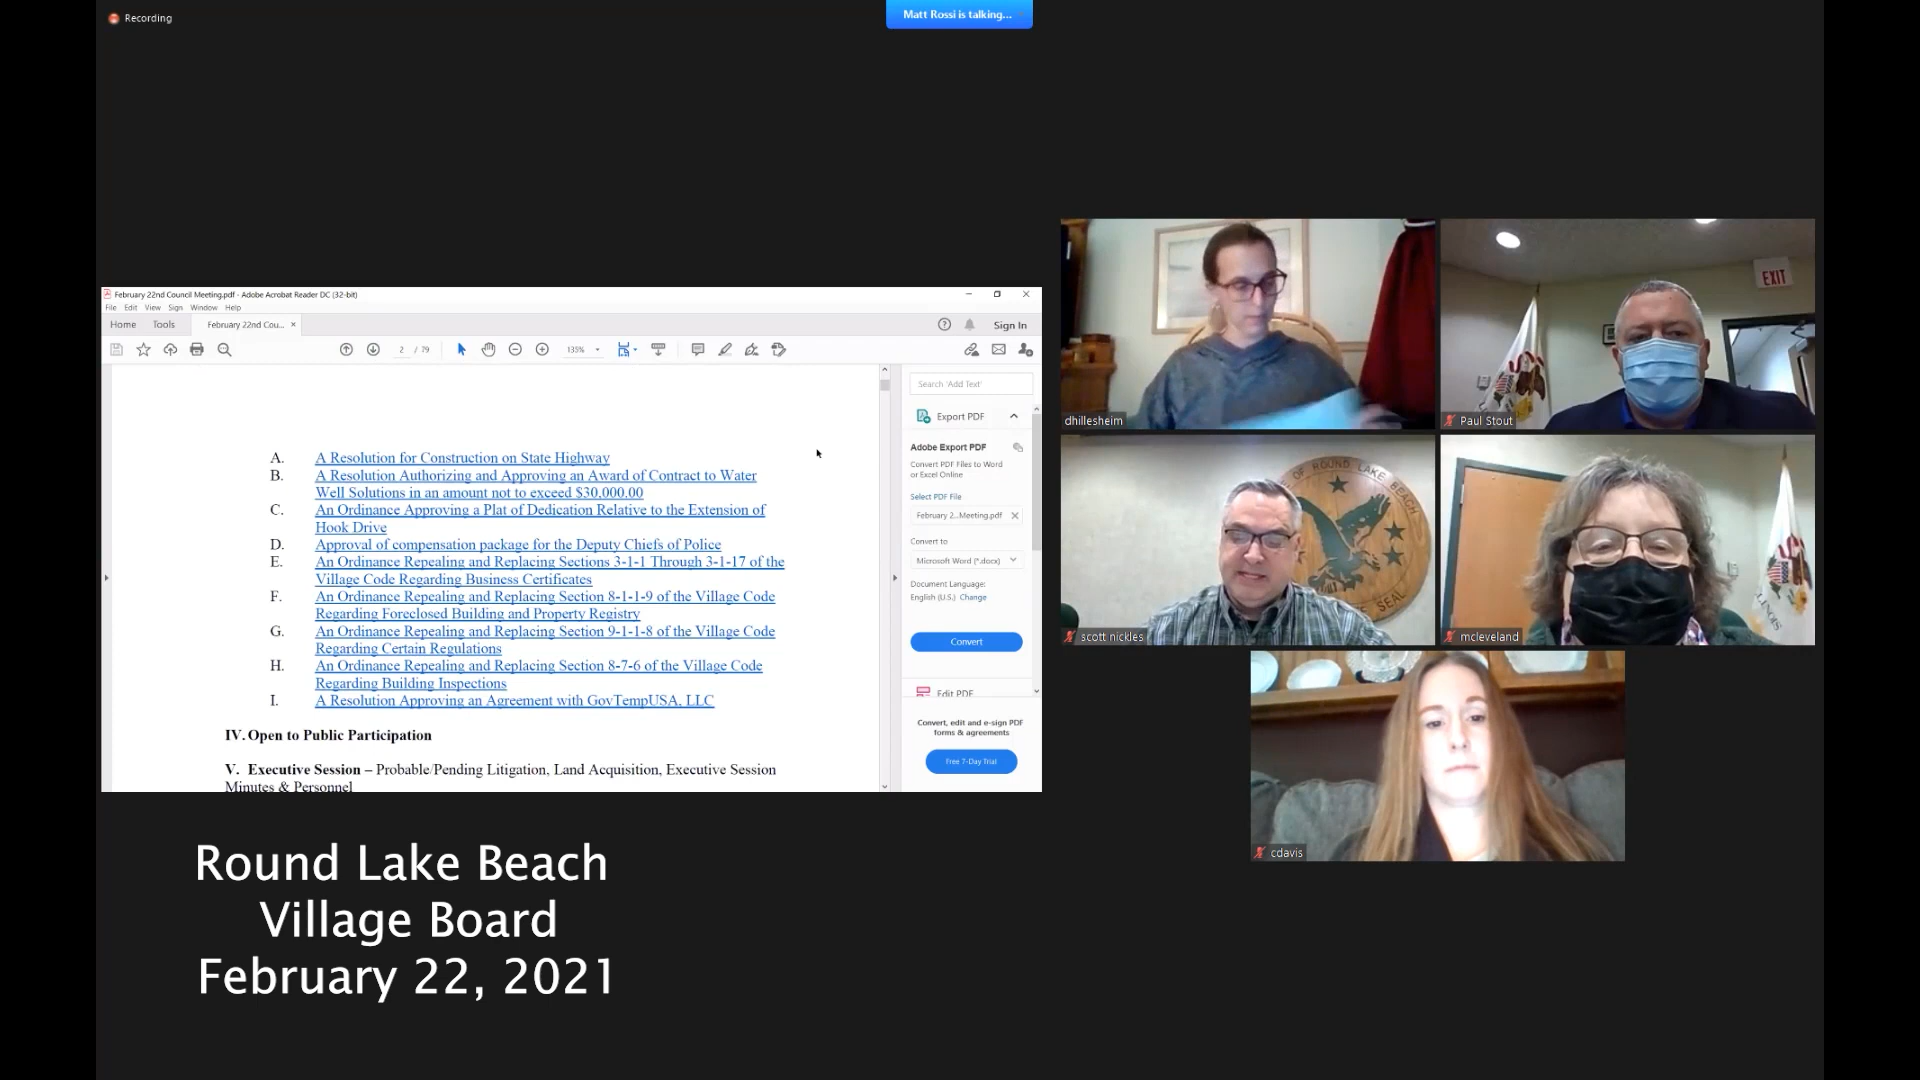 Recording
Matt Rossi is talking...
February 22nd Council Meeting.pdf - Adobe Acrobat Reader DC (32-bit)
File Edit View Sign Window Help
Home Tools February 22nd Cou... × Sign In
2 / 79 135%
A. A Resolution for Construction on State Highway
B. A Resolution Authorizing and Approving an Award of Contract to Water
Well Solutions in an amount not to exceed $30,000.00
C. An Ordinance Approving a Plat of Dedication Relative to the Extension of
Hook Drive
D. Approval of compensation package for the Deputy Chiefs of Police
E. An Ordinance Repealing and Replacing Sections 3-1-1 Through 3-1-17 of the
Village Code Regarding Business Certificates
F. An Ordinance Repealing and Replacing Section 8-1-1-9 of the Village Code
Regarding Foreclosed Building and Property Registry
G. An Ordinance Repealing and Replacing Section 9-1-1-8 of the Village Code
Regarding Certain Regulations
H. An Ordinance Repealing and Replacing Section 8-7-6 of the Village Code
Regarding Building Inspections
I. A Resolution Approving an Agreement with GovTempUSA, LLC
IV. Open to Public Participation
V. Executive Session – Probable/Pending Litigation, Land Acquisition, Executive Session
Minutes & Personnel
Search 'Add Text'
Export PDF
Adobe Export PDF
Convert PDF Files to Word
or Excel Online
Select PDF File
February 2...Meeting.pdf
Convert to
Microsoft Word (*.docx)
Document Language:
English (U.S.) Change
Convert
Edit PDF
Convert, edit and e-sign PDF
forms & agreements
Free 7-Day Trial
dhillesheim
EXIT
Paul Stout
OF ROUND LAKE BEACH
SEAL
scott nickles
mcleveland
cdavis
Round Lake Beach
Village Board
February 22, 2021